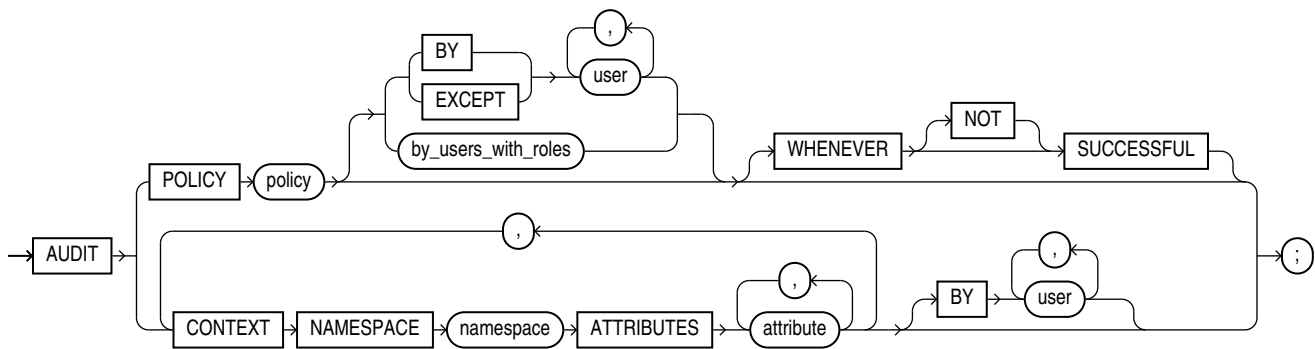 ,
BY
user
EXCEPT
NOT
by_users_with_roles
WHENEVER
SUCCESSFUL
POLICY policy
,
AUDIT
,
,
;
BY
user
CONTEXT NAMESPACE namespace ATTRIBUTES attribute